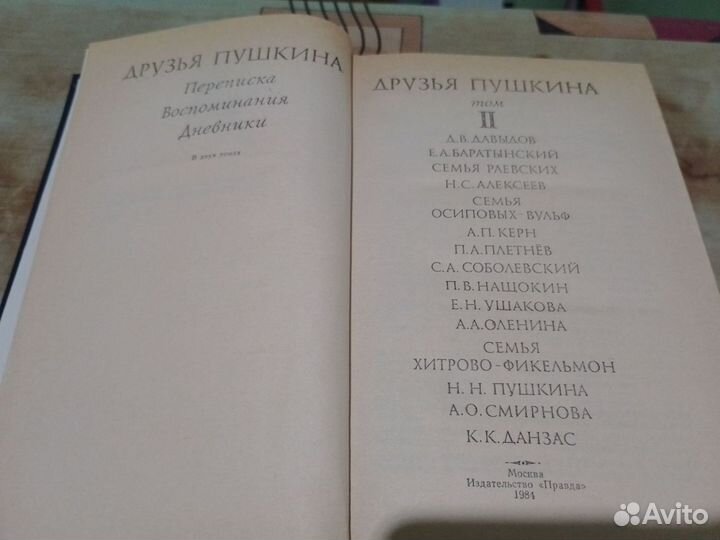 ДРУЗЬЯ ПУШКИНА
Переписка
Воспоминания
Дневники
В двух томах
ДРУЗЬЯ ПУШКИНА
том
II
Д.В.ДАВЫДОВ
Е.А.БАРАТЫНСКИЙ
СЕМЬЯ РАЕВСКИХ
Н.С.АЛЕКСЕЕВ
СЕМЬЯ
ОСИПОВЫХ-ВУЛЬФ
А.П.КЕРН
П.А.ПЛЕТНЁВ
С.А.СОБОЛЕВСКИЙ
П.В.НАЩОКИН
Е.Н.УШАКОВА
А.А.ОЛЕНИНА
СЕМЬЯ
ХИТРОВО-ФИКЕЛЬМОН
Н.Н.ПУШКИНА
А.О.СМИРНОВА
К.К.ДАНЗАС
Москва
Издательство «Правда»
1984
Avito